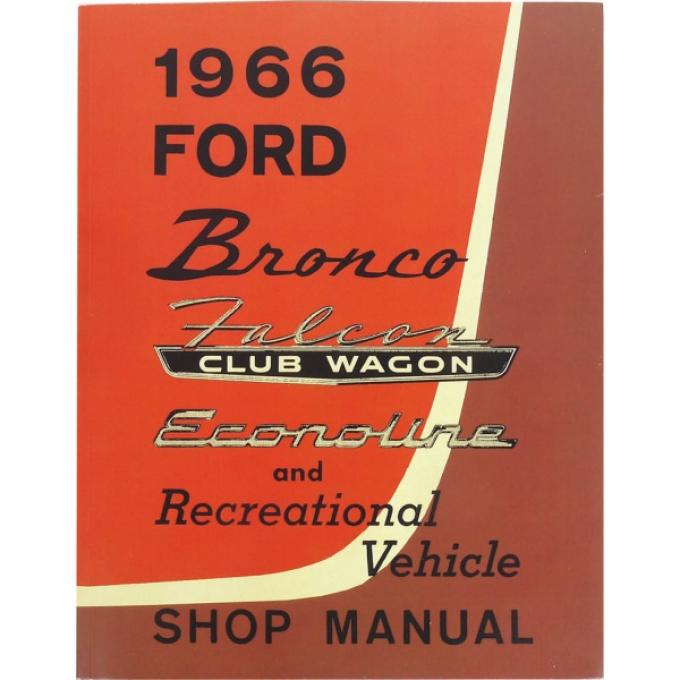 1966
FORD
Bronco
Falcon
CLUB WAGON
Econoline
and
Recreational
Vehicle
SHOP MANUAL